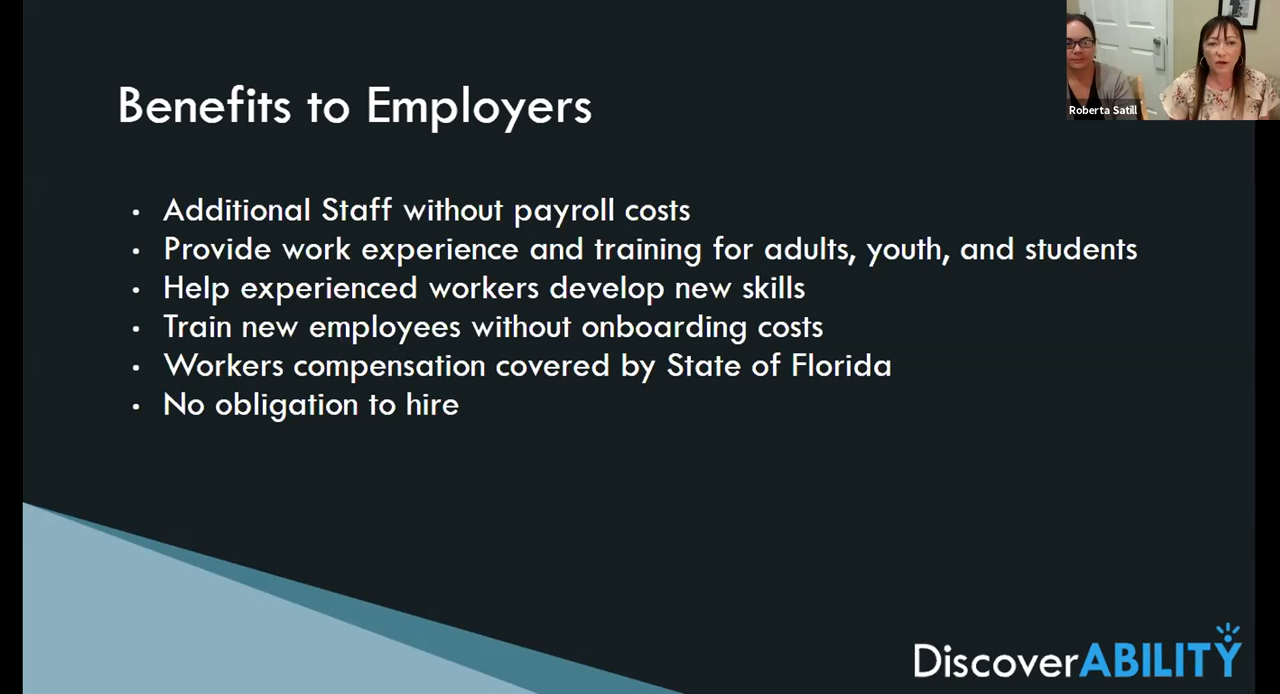 Benefits to Employers
Roberta Satill
• Additional Staff without payroll costs
• Provide work experience and training for adults, youth, and students
• Help experienced workers develop new skills
• Train new employees without onboarding costs
• Workers compensation covered by State of Florida
• No obligation to hire
DiscoverABILITY